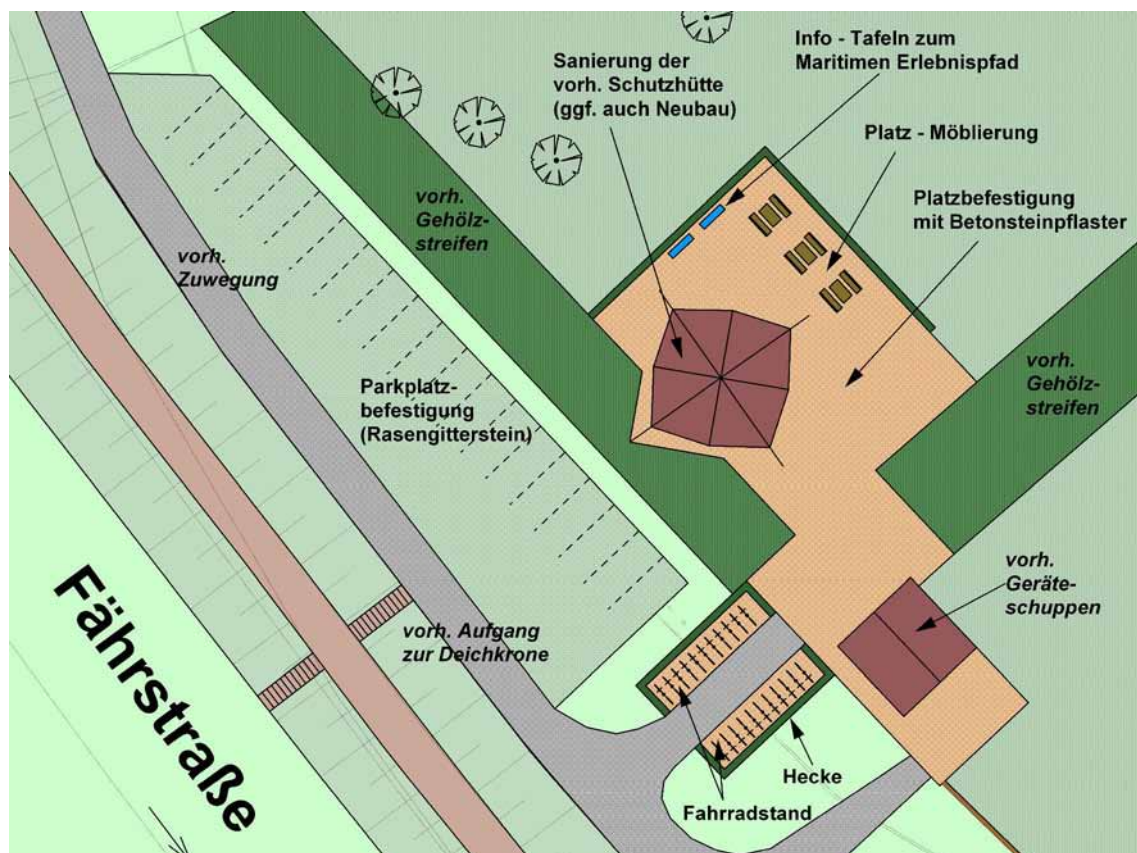 Info - Tafeln zum
Maritimen Erlebnispfad
Sanierung der
vorh. Schutzhütte
(ggf. auch Neubau)
Platz - Möblierung
Platzbefestigung
mit Betonsteinpflaster
vorh.
Gehölz-
streifen
vorh.
Zuwegung
vorh.
Gehölz-
streifen
Parkplatz-
befestigung
(Rasengitterstein)
vorh.
Geräte-
schuppen
vorh. Aufgang
zur Deichkrone
Fährstraße
Hecke
Fahrradstand